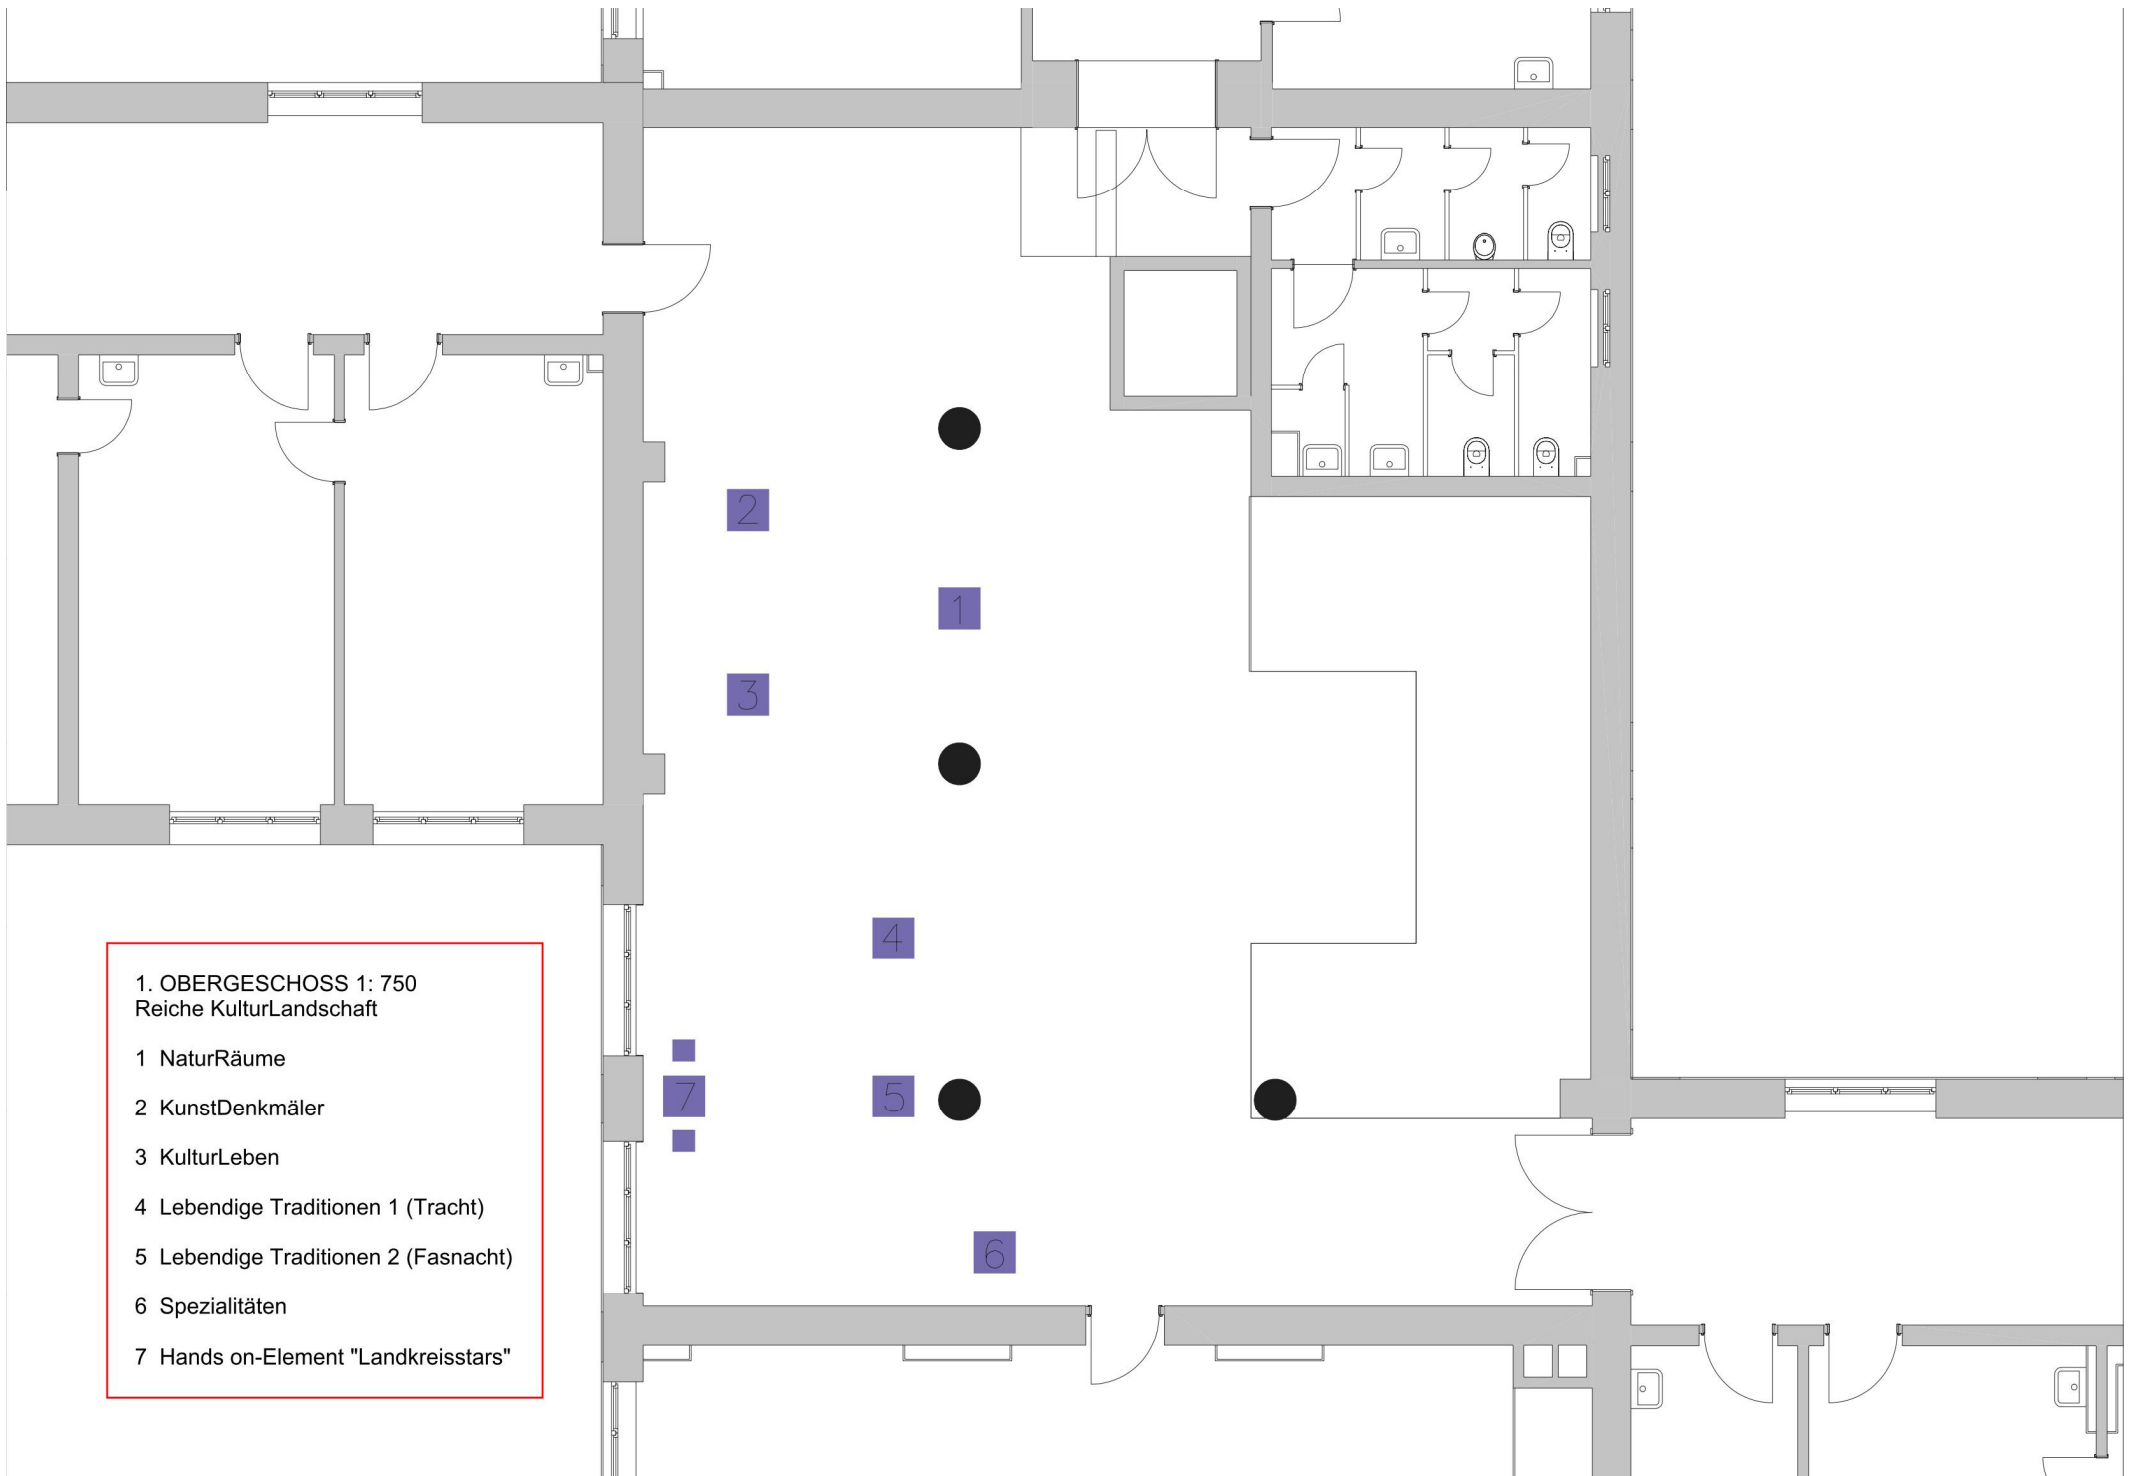 2
1
3
4
7
5
6
1. OBERGESCHOSS 1: 750
Reiche KulturLandschaft
1 NaturRäume
2 KunstDenkmäler
3 KulturLeben
4 Lebendige Traditionen 1 (Tracht)
5 Lebendige Traditionen 2 (Fasnacht)
6 Spezialitäten
7 Hands on-Element "Landkreisstars"